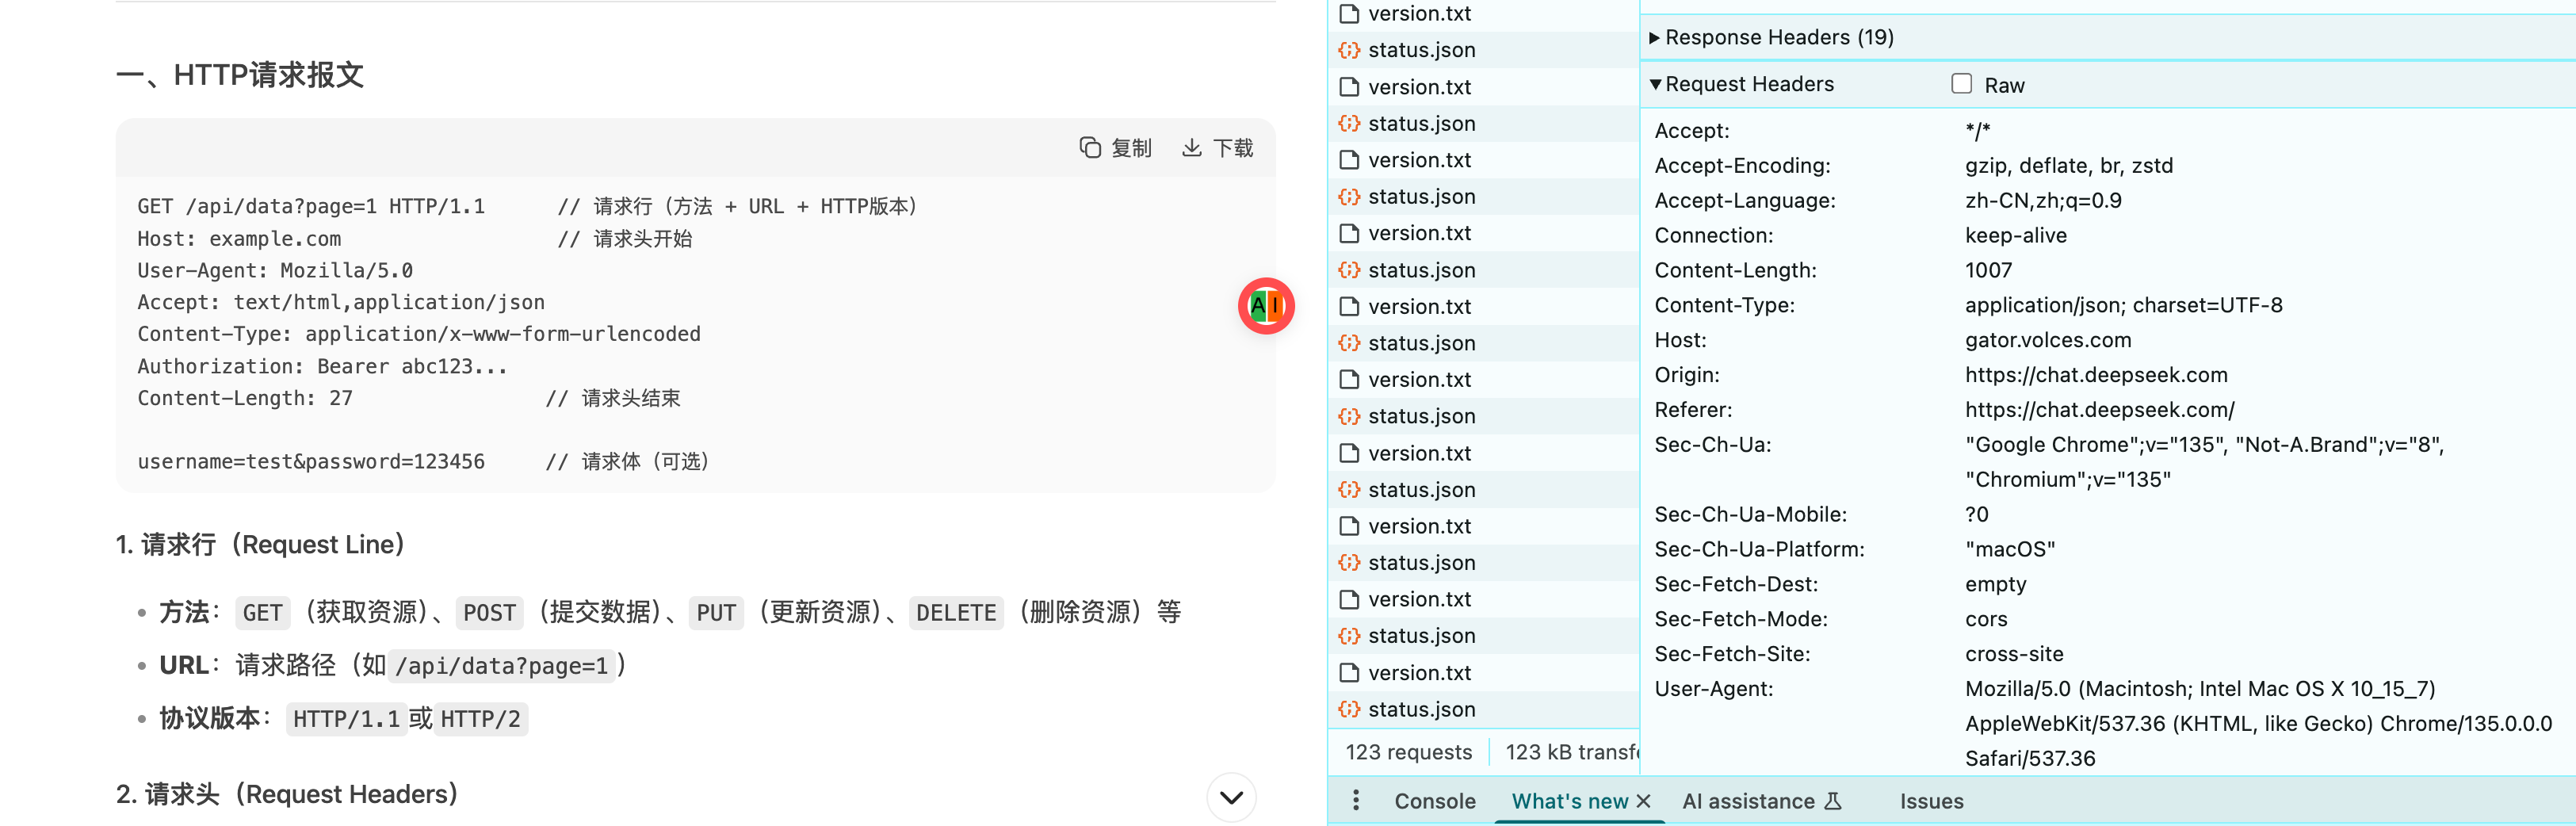 一、HTTP请求报文
复制 下载
GET /api/data?page=1 HTTP/1.1 // 请求行（方法 + URL + HTTP版本）
Host: example.com // 请求头开始
User-Agent: Mozilla/5.0
Accept: text/html,application/json
Content-Type: application/x-www-form-urlencoded
Authorization: Bearer abc123...
Content-Length: 27 // 请求头结束
username=test&password=123456 // 请求体（可选）
AI
1. 请求行（Request Line）
• 方法： GET（获取资源）、POST（提交数据）、PUT（更新资源）、DELETE（删除资源）等
• URL：请求路径（如/api/data?page=1）
• 协议版本： HTTP/1.1或HTTP/2
2. 请求头（Request Headers）
version.txt
status.json
version.txt
status.json
version.txt
status.json
version.txt
status.json
version.txt
status.json
version.txt
status.json
version.txt
status.json
version.txt
status.json
version.txt
status.json
version.txt
status.json
123 requests 123 kB transfe
Response Headers (19)
Request Headers Raw
Accept: */*
Accept-Encoding: gzip, deflate, br, zstd
Accept-Language: zh-CN,zh;q=0.9
Connection: keep-alive
Content-Length: 1007
Content-Type: application/json; charset=UTF-8
Host: gator.volces.com
Origin: https://chat.deepseek.com
Referer: https://chat.deepseek.com/
Sec-Ch-Ua: "Google Chrome";v="135", "Not-A.Brand";v="8",
"Chromium";v="135"
Sec-Ch-Ua-Mobile: ?0
Sec-Ch-Ua-Platform: "macOS"
Sec-Fetch-Dest: empty
Sec-Fetch-Mode: cors
Sec-Fetch-Site: cross-site
User-Agent: Mozilla/5.0 (Macintosh; Intel Mac OS X 10_15_7)
AppleWebKit/537.36 (KHTML, like Gecko) Chrome/135.0.0.0
Safari/537.36
Console What's new AI assistance Issues